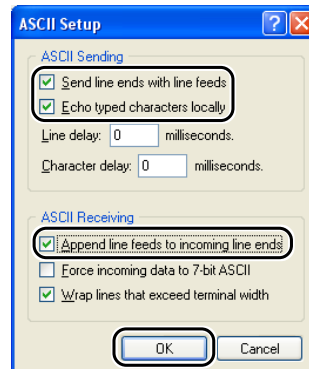 ASCII Setup
ASCII Sending
Send line ends with line feeds
Echo typed characters locally
Line delay: 0 milliseconds.
Character delay: 0 milliseconds.
ASCII Receiving
Append line feeds to incoming line ends
Force incoming data to 7-bit ASCII
Wrap lines that exceed terminal width
OK Cancel